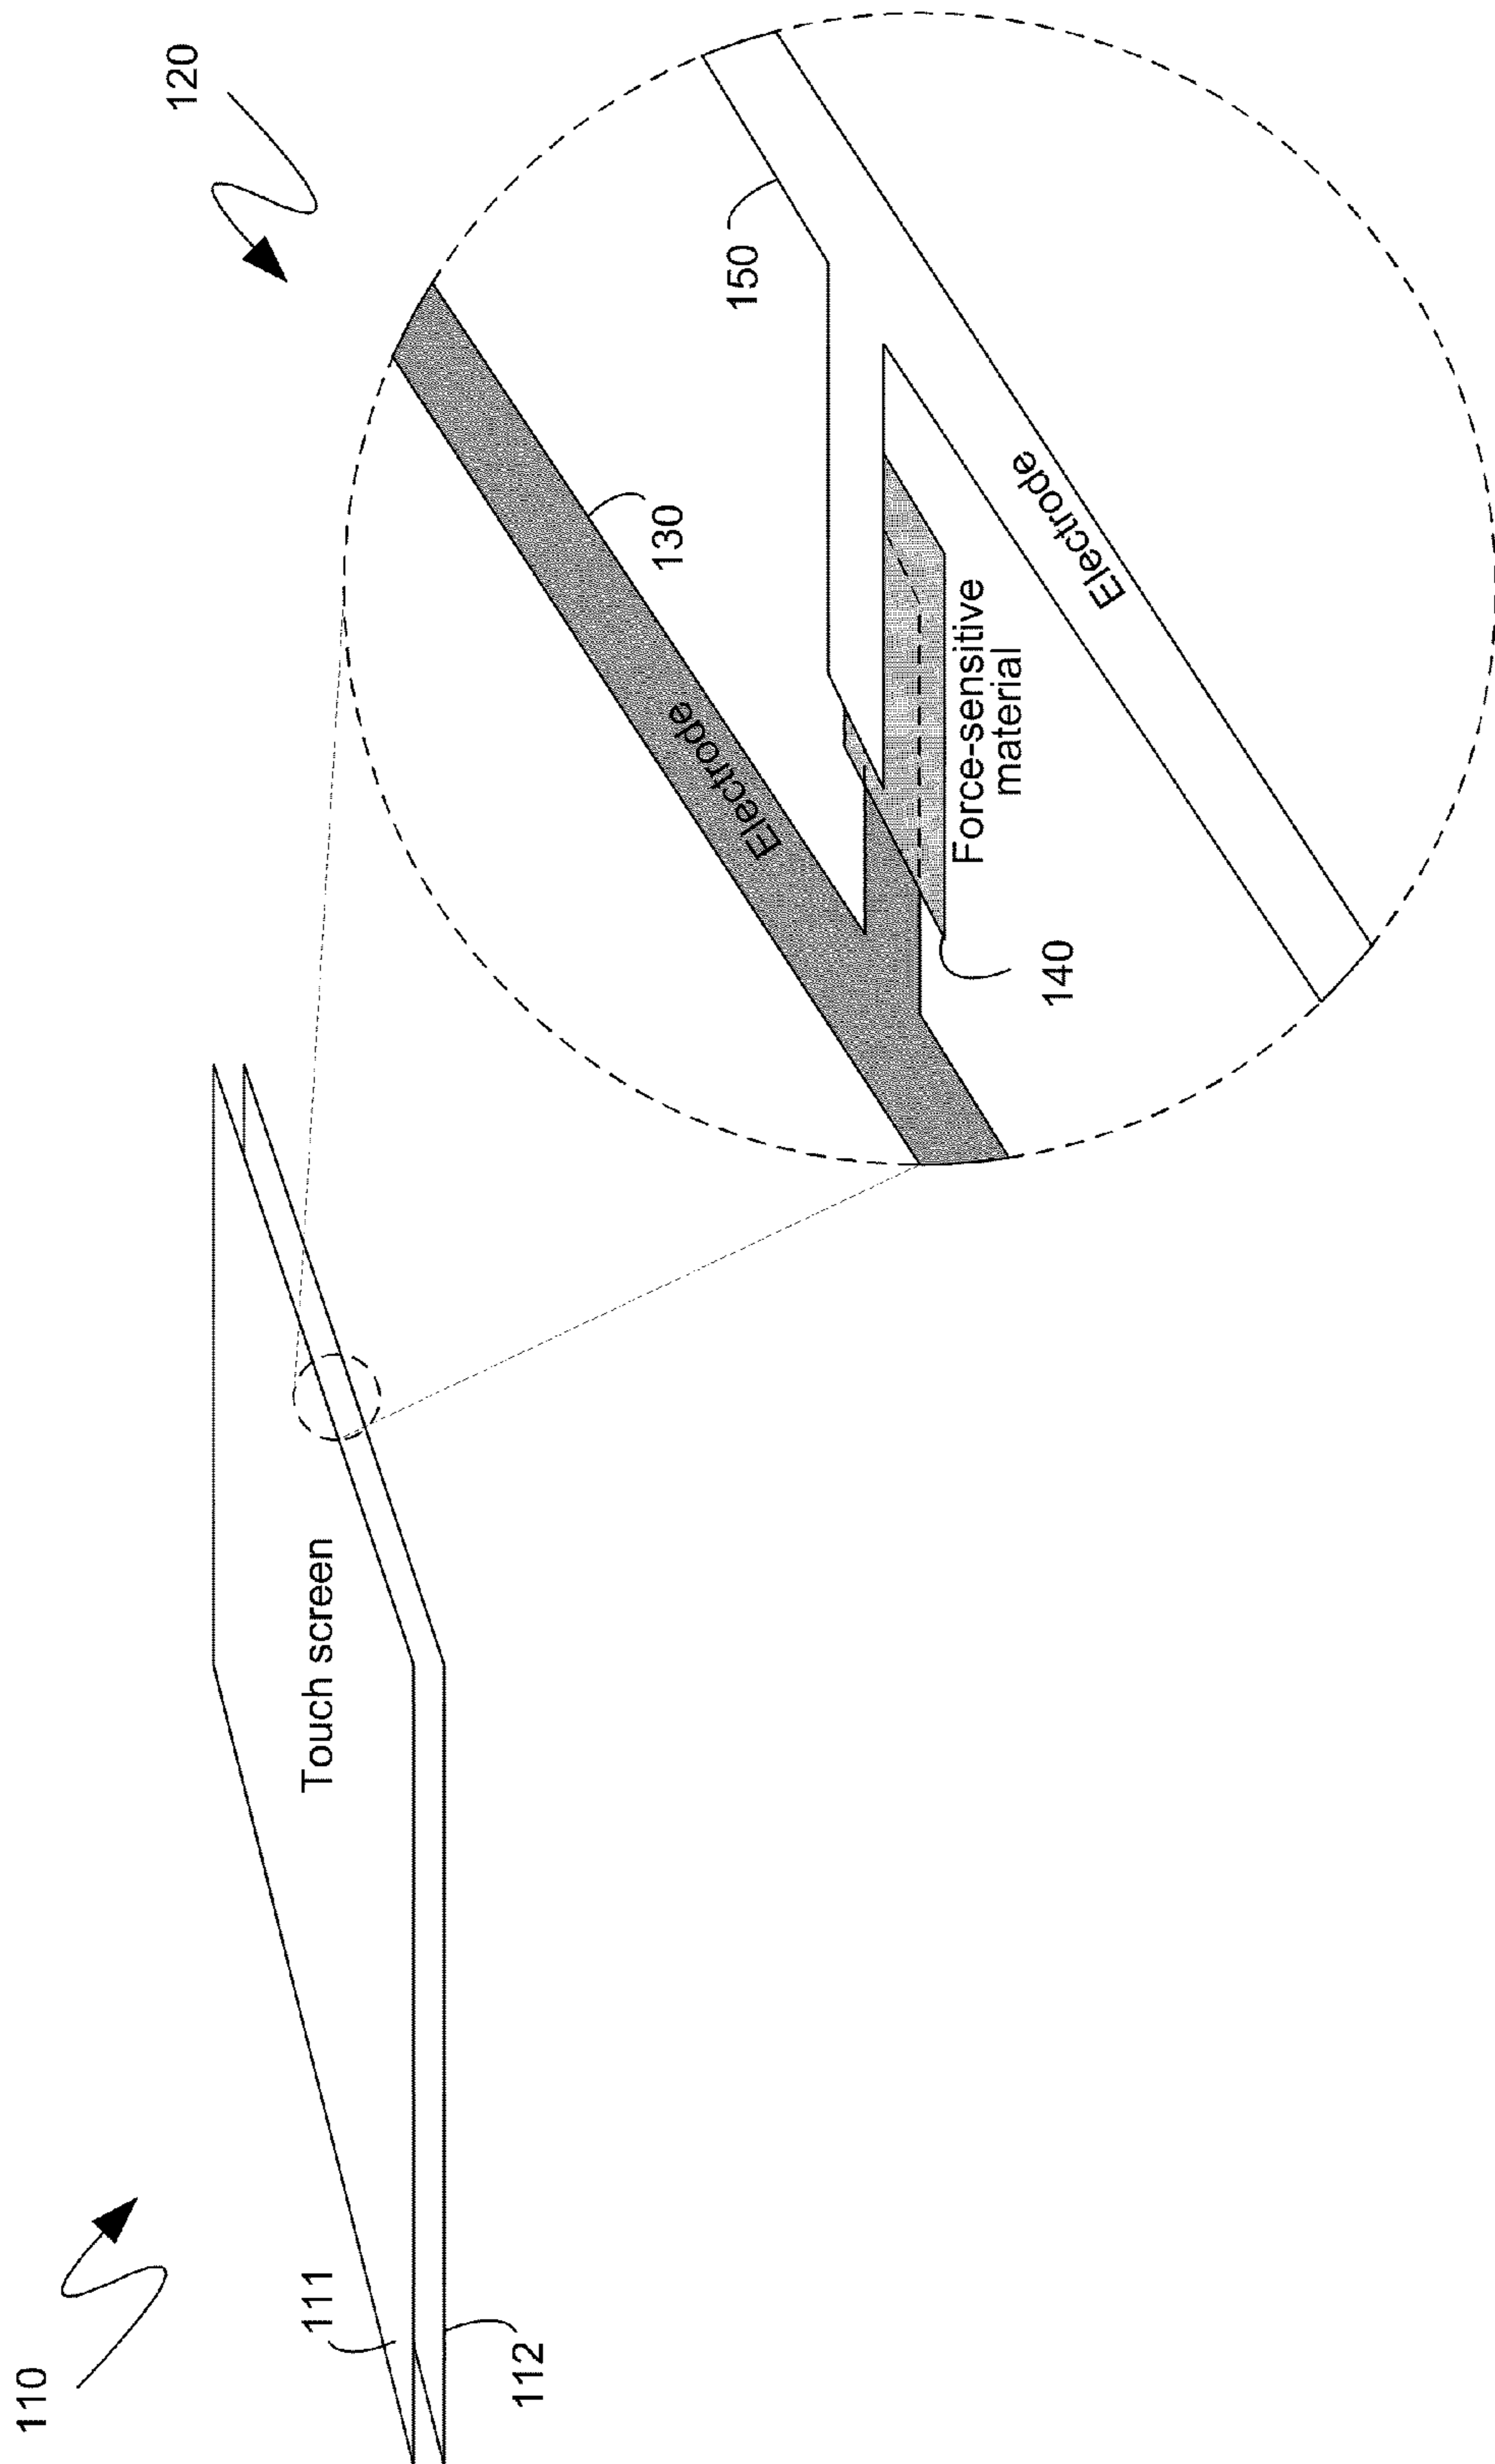 110
111
112
Touch screen
120
130
Electrode
150
140
Force-sensitive
material
Electrode